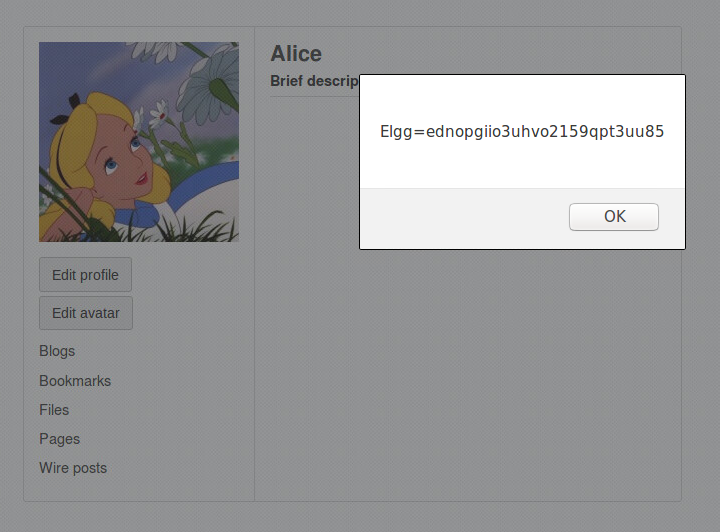 Alice
Brief descrip
Elgg=ednopgiio3uhvo2159qpt3uu85
OK
Edit profile
Edit avatar
Blogs
Bookmarks
Files
Pages
Wire posts